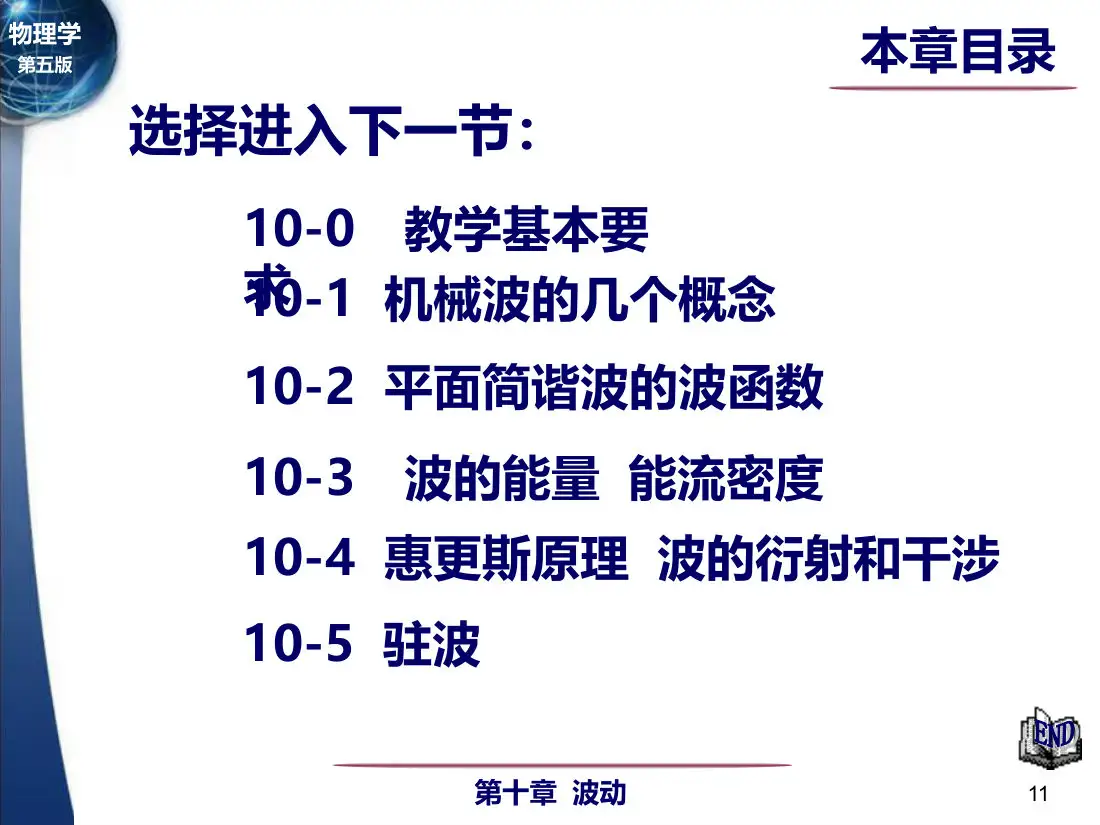 物理学
第五版
本章目录
选择进入下一节：
10-0 教学基本要
求
10-1 机械波的几个概念
10-2 平面简谐波的波函数
10-3 波的能量 能流密度
10-4 惠更斯原理 波的衍射和干涉
10-5 驻波
END
第十章 波动
11